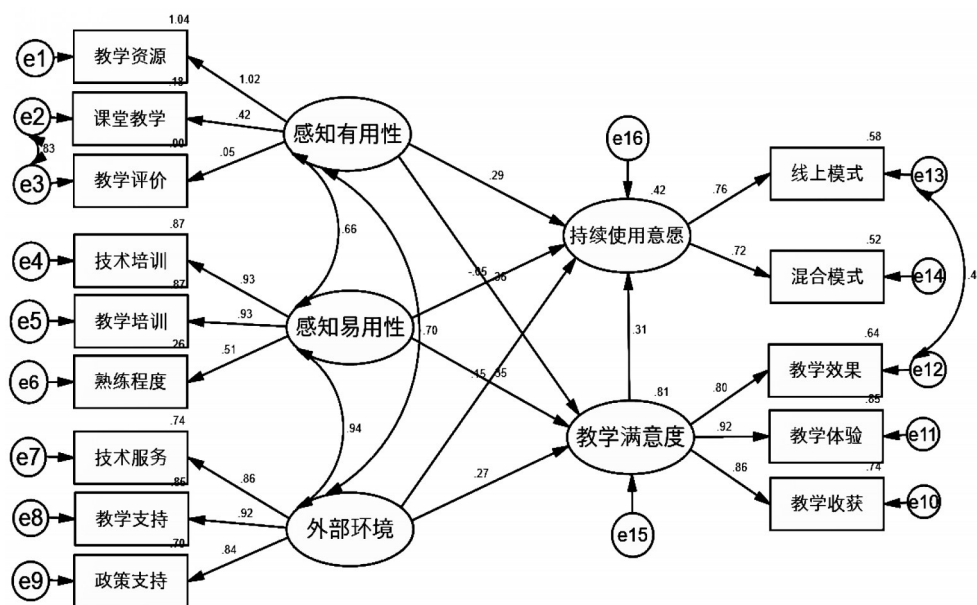 1.04
e1
教学资源
1.02
.18
e2
课堂教学
.42
感知有用性
.83
.00
e3
教学评价
.05
e16
.58
线上模式
e13
.29
.42
.76
持续使用意愿
.66
.87
e4
技术培训
.93
.72
.52
混合模式
e14
.4
-.05
.36
.87
e5
教学培训
.93
感知易用性
.70
.31
.26
e6
熟练程度
.51
.64
教学效果
e12
.15
.35
.81
.80
.74
e7
技术服务
.94
教学满意度
.92
.85
教学体验
e11
.86
.27
.86
.74
教学收获
e10
.85
e8
教学支持
.92
外部环境
e15
.70
e9
政策支持
.84